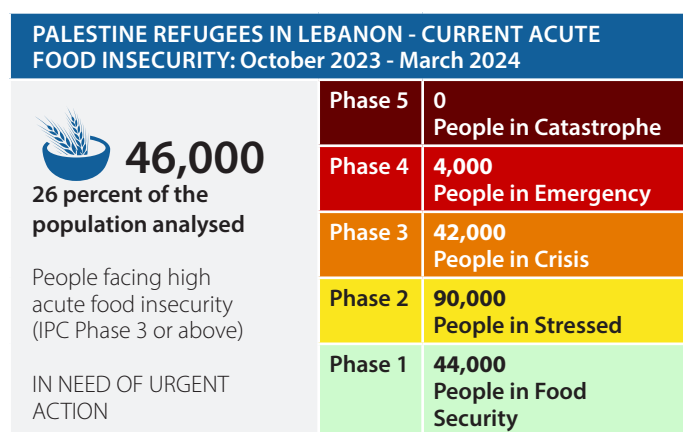 PALESTINE REFUGEES IN LEBANON - CURRENT ACUTE
FOOD INSECURITY: October 2023 - March 2024
46,000
26 percent of the
population analysed
People facing high
acute food insecurity
(IPC Phase 3 or above)
IN NEED OF URGENT
ACTION
Phase 5
0
People in Catastrophe
Phase 4
4,000
People in Emergency
Phase 3
42,000
People in Crisis
Phase 2
90,000
People in Stressed
Phase 1
44,000
People in Food
Security